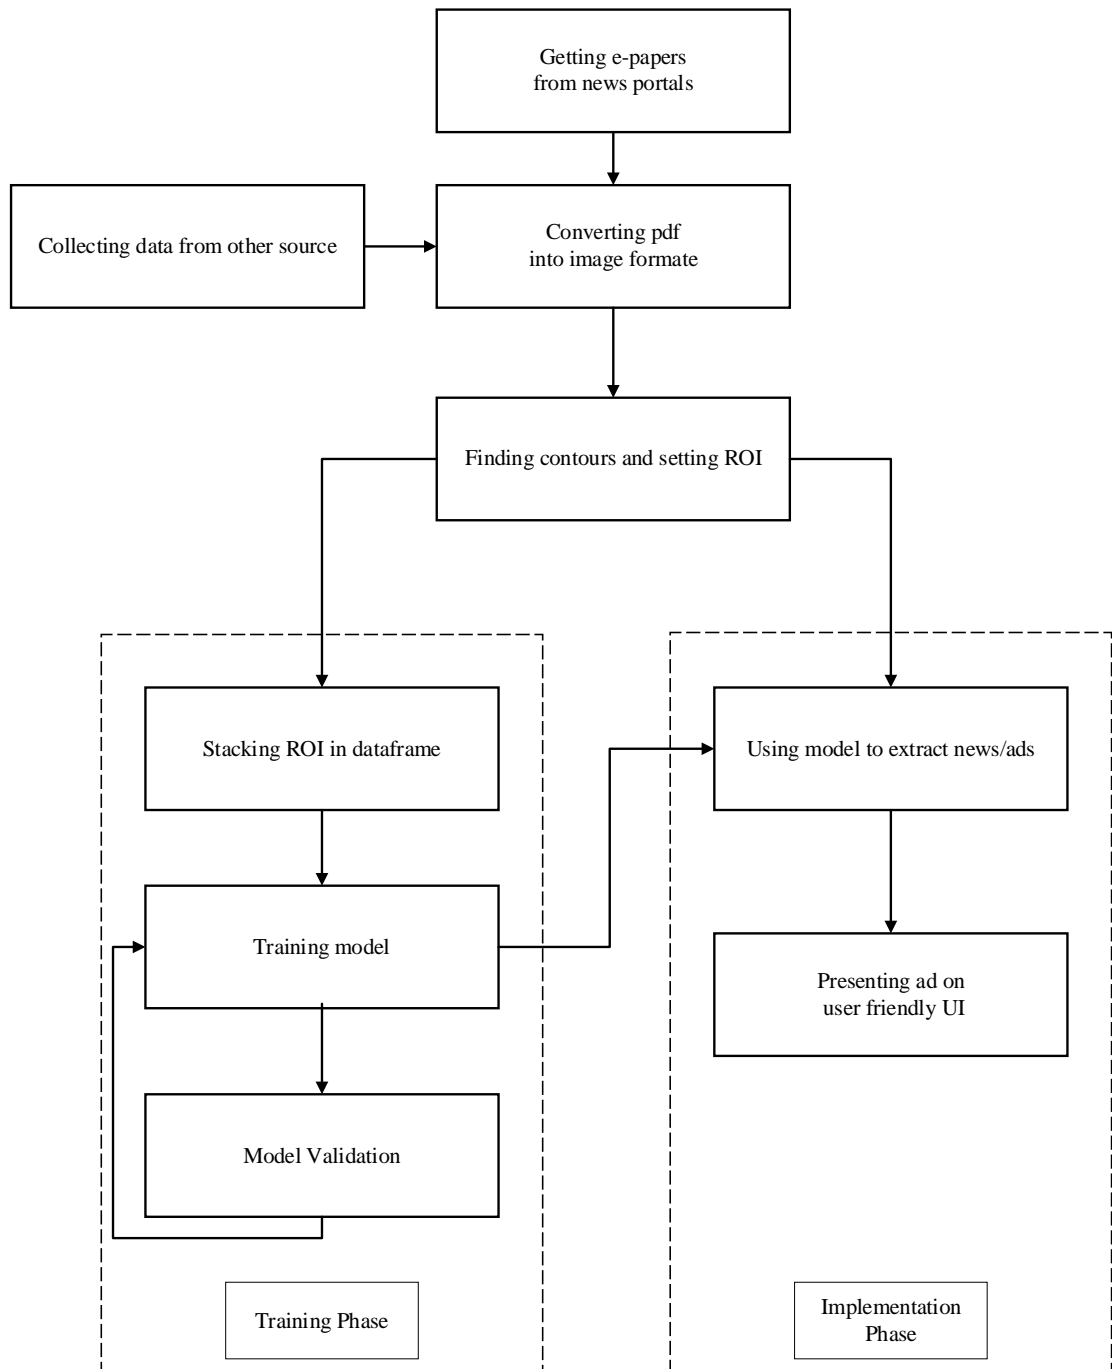 Getting e-papers
from news portals
Collecting data from other source
Converting pdf
into image formate
Finding contours and setting ROI
Stacking ROI in dataframe
Using model to extract news/ads
Training model
Presenting ad on
user friendly UI
Model Validation
Training Phase
Implementation
Phase